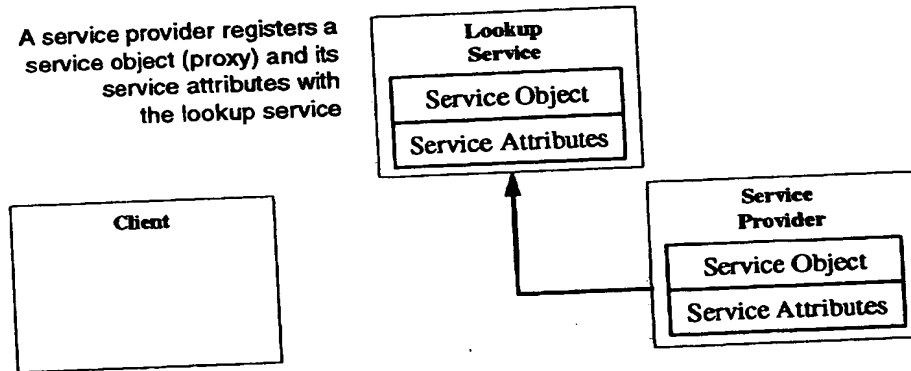 A service provider registers a
service object (proxy) and its
service attributes with
the lookup service
Lookup
Service
Service Object
Service Attributes
Client
Service
Provider
Service Object
Service Attributes